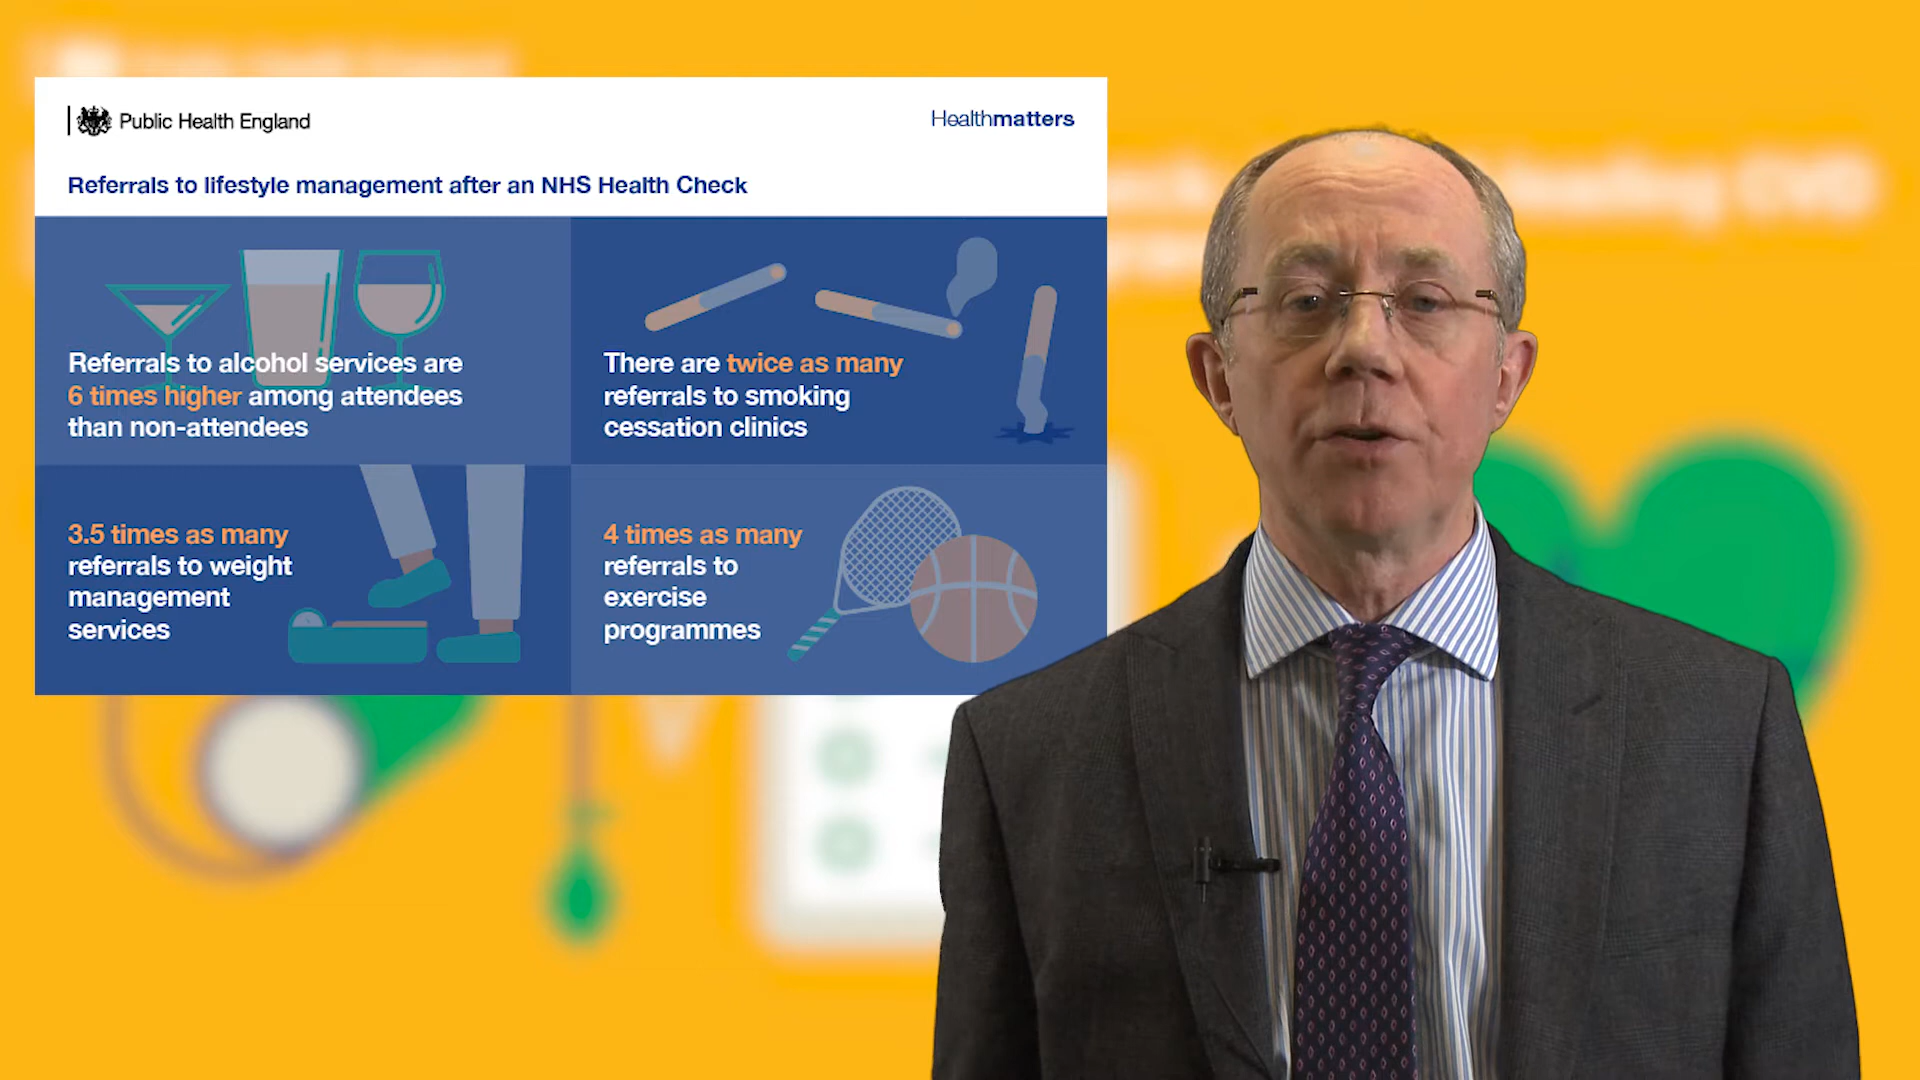 Public Health England
Healthmatters
Referrals to lifestyle management after an NHS Health Check
Referrals to alcohol services are
6 times higher among attendees
than non-attendees
There are twice as many
referrals to smoking
cessation clinics
3.5 times as many
referrals to weight
management
services
4 times as many
referrals to
exercise
programmes
leading CVD